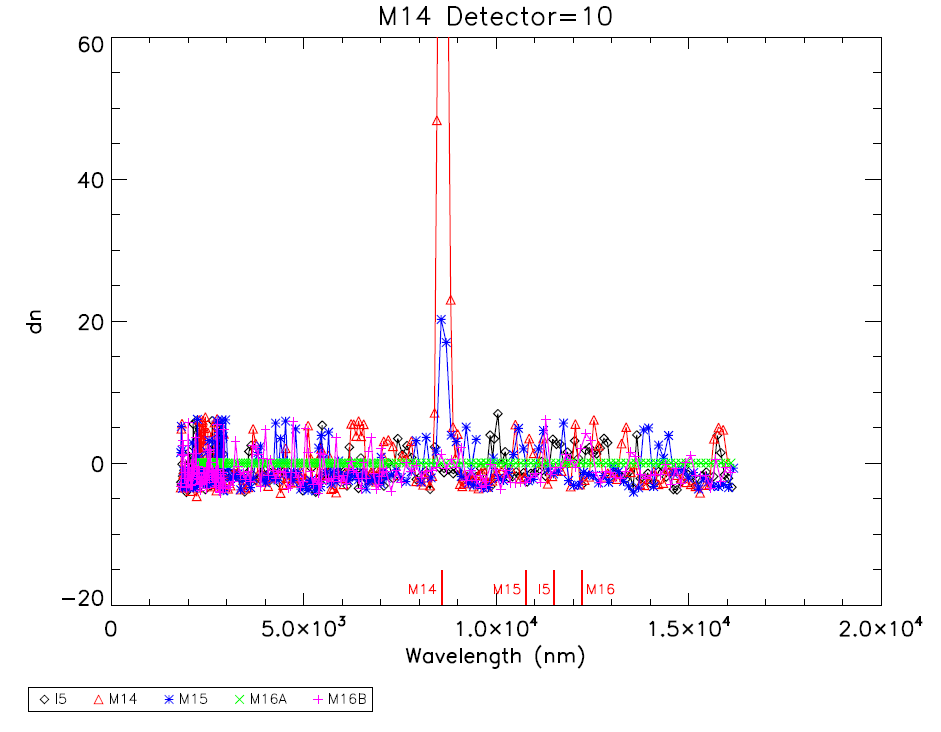 M14 Detector=10
60
40
20
0
−20
dn
M14 M15 I5 M16
0 5.0×10³ 1.0×10⁴ 1.5×10⁴ 2.0×10⁴
Wavelength (nm)
I5 M14 M15 M16A M16B